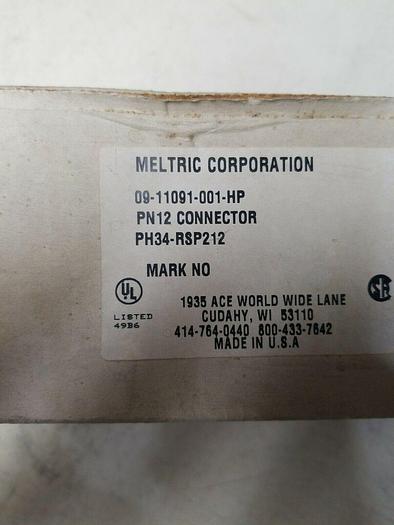 MELTRIC CORPORATION
09-11091-001-HP
PN12 CONNECTOR
PH34-RSP212
MARK NO
UL
LISTED
49B6
1935 ACE WORLD WIDE LANE
CUDAHY, WI 53110
414-764-0440 800-433-7642
MADE IN U.S.A